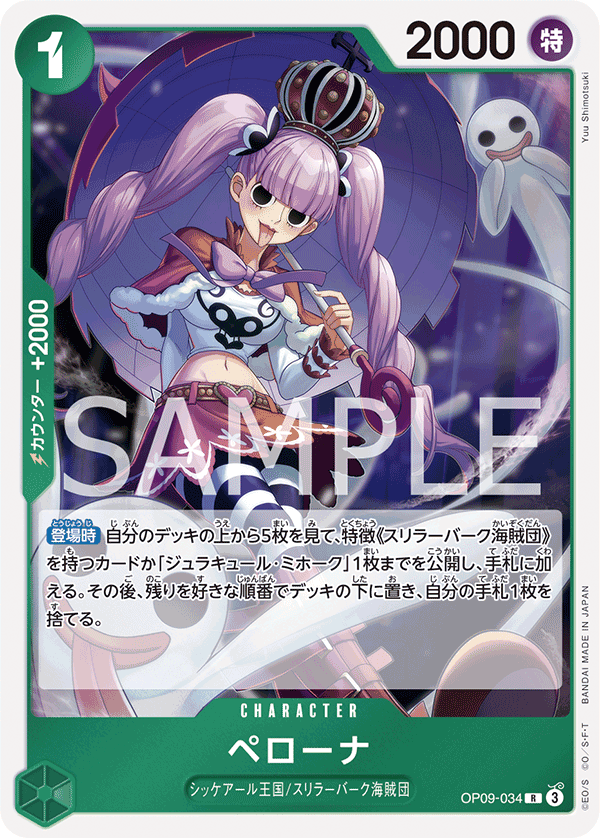 1
2000
特
Yuu Shimotsuki
カウンター +2000
SAMPLE
登場時 自分のデッキの上から5枚を見て、特徴《スリラーバーク海賊団》
を持つカードか「ジュラキュール・ミホーク」1枚までを公開し、手札に加
える。その後、残りを好きな順番でデッキの下に置き、自分の手札1枚を
捨てる。
CHARACTER
ペローナ
シッケアール王国/スリラーバーク海賊団
OP09-034 R 3
©E.O/S ©O/S・F・T BANDAI MADE IN JAPAN